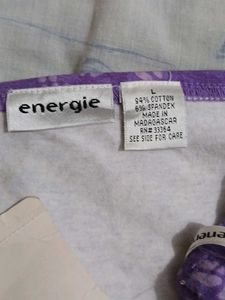 energie
L
94% COTTON
6% SPANDEX
MADE IN
MADAGASCAR
RN# 33364
SEE SIDE FOR CARE